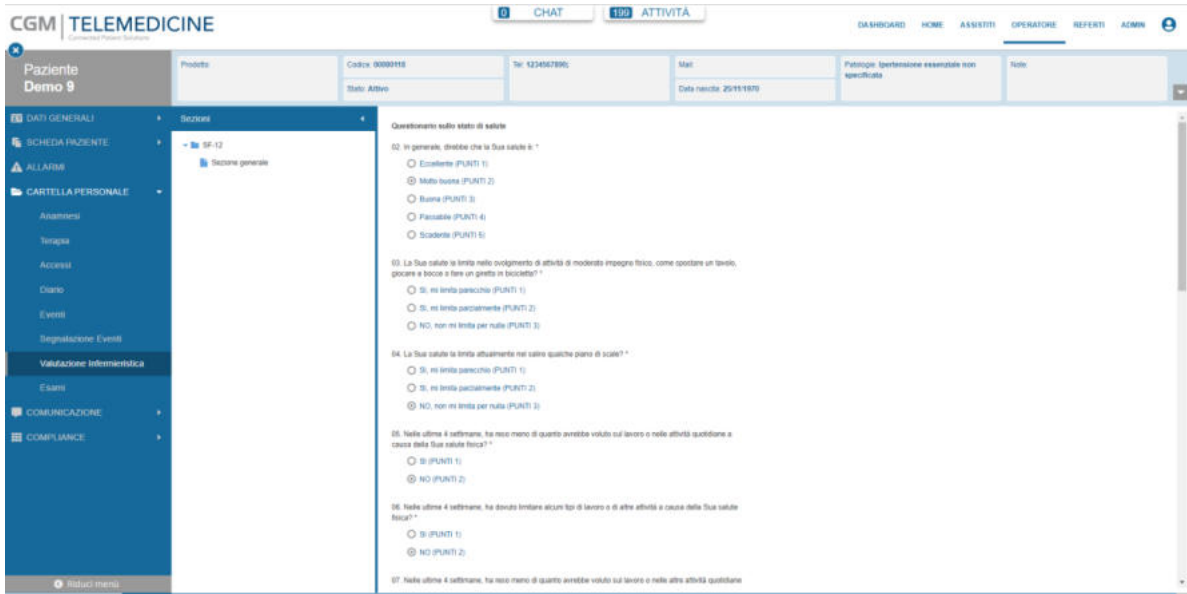 CGM TELEMEDICINE
Connected Patient Solutions
0 CHAT
199 ATTIVITÀ
DASHBOARD HOME ASSISTITI OPERATORE REFERTI ADMIN
Paziente
Demo 9
Prodotto:
Codice: 00000118
Stato: Attivo
Tel: 1234567890;
Mail:
Data nascita: 25/11/1970
Patologie: Ipertensione essenziale non
specificata
Note:
DATI GENERALI
SCHEDA PAZIENTE
ALLARMI
CARTELLA PERSONALE
Anamnesi
Terapia
Accessi
Diario
Eventi
Segnalazione Eventi
Valutazione Infermieristica
Esami
COMUNICAZIONE
COMPLIANCE
Riduci menù
Sezioni
SF-12
Sezione generale
Questionario sullo stato di salute
02. In generale, direbbe che la Sua salute è: *
Eccellente (PUNTI 1)
Molto buona (PUNTI 2)
Buona (PUNTI 3)
Passabile (PUNTI 4)
Scadente (PUNTI 5)
03. La Sua salute la limita nello svolgimento di attività di moderato impegno fisico, come spostare un tavolo,
giocare a bocce o fare un giretto in bicicletta? *
SI, mi limita parecchio (PUNTI 1)
SI, mi limita parzialmente (PUNTI 2)
NO, non mi limita per nulla (PUNTI 3)
04. La Sua salute la limita attualmente nel salire qualche piano di scale? *
SI, mi limita parecchio (PUNTI 1)
SI, mi limita parzialmente (PUNTI 2)
NO, non mi limita per nulla (PUNTI 3)
05. Nelle ultime 4 settimane, ha reso meno di quanto avrebbe voluto sul lavoro o nelle attività quotidiane a
causa della Sua salute fisica? *
SI (PUNTI 1)
NO (PUNTI 2)
06. Nelle ultime 4 settimane, ha dovuto limitare alcuni tipi di lavoro o di altre attività a causa della Sua salute
fisica? *
SI (PUNTI 1)
NO (PUNTI 2)
07. Nelle ultime 4 settimane, ha reso meno di quanto avrebbe voluto sul lavoro o nelle altre attività quotidiane